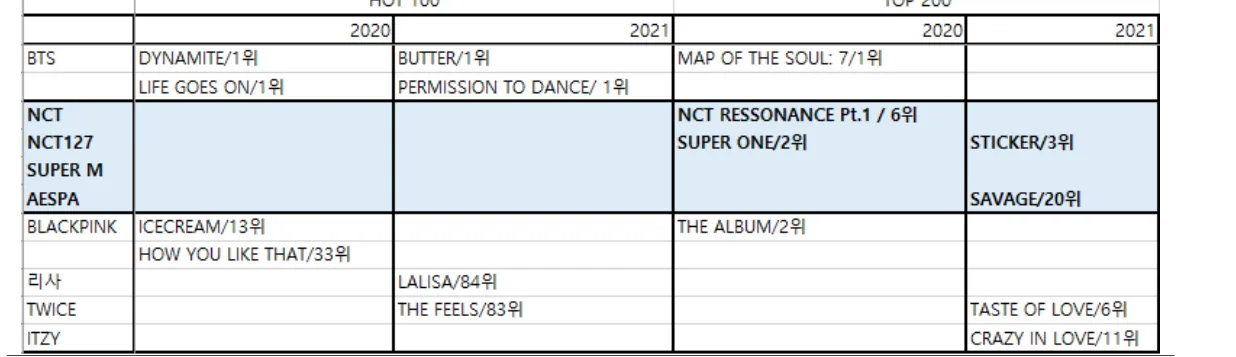 HOT 100 TOP 200
2020 2021 2020 2021
BTS DYNAMITE/1위 BUTTER/1위 MAP OF THE SOUL: 7/1위
LIFE GOES ON/1위 PERMISSION TO DANCE/ 1위
NCT NCT RESSONANCE Pt.1 / 6위
NCT127 SUPER ONE/2위 STICKER/3위
SUPER M
AESPA SAVAGE/20위
BLACKPINK ICECREAM/13위 THE ALBUM/2위
HOW YOU LIKE THAT/33위
리사 LALISA/84위
TWICE THE FEELS/83위 TASTE OF LOVE/6위
ITZY CRAZY IN LOVE/11위